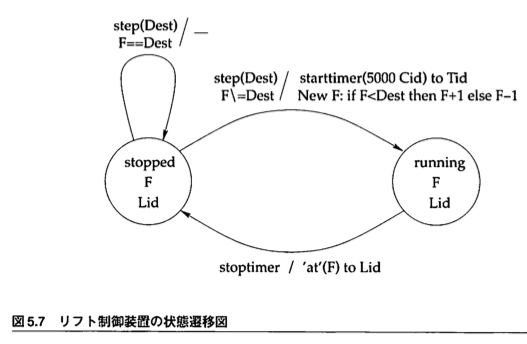 step(Dest) / —
F==Dest
step(Dest) / starttimer(5000 Cid) to Tid
F\=Dest / New F: if F<Dest then F+1 else F−1
stopped
F
Lid
running
F
Lid
stoptimer / 'at'(F) to Lid
図5.7 リフト制御装置の状態遷移図